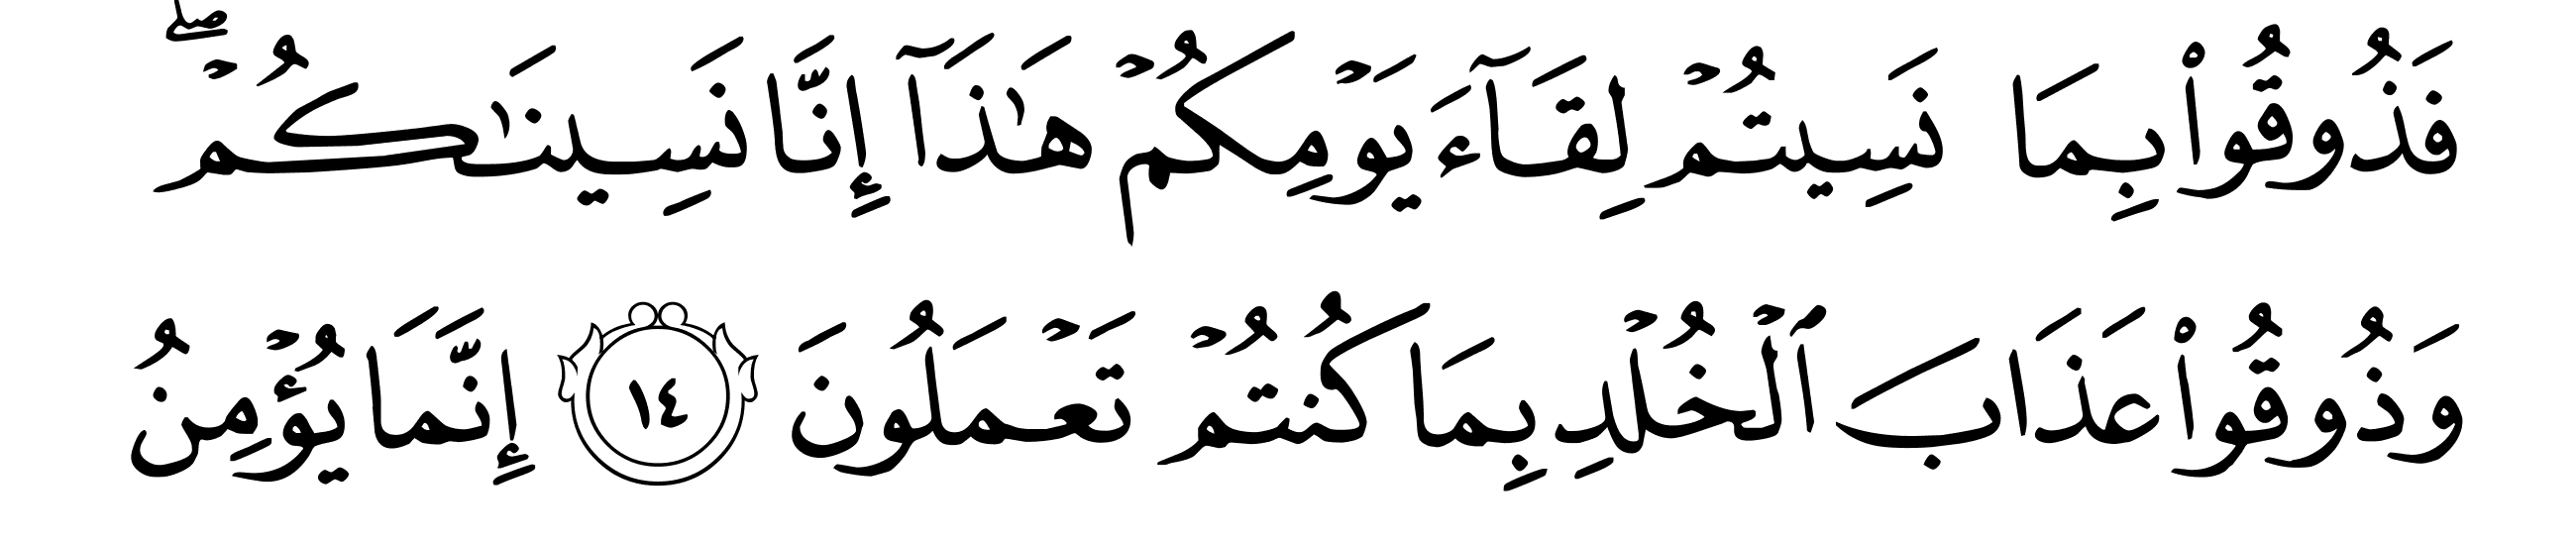 فَذُوقُوا۟ بِمَا نَسِيتُمْ لِقَآءَ يَوْمِكُمْ هَٰذَآ إِنَّا نَسِينَٰكُمْ ۖ
وَذُوقُوا۟ عَذَابَ ٱلْخُلْدِ بِمَا كُنتُمْ تَعْمَلُونَ ١٤ إِنَّمَا يُؤْمِنُ